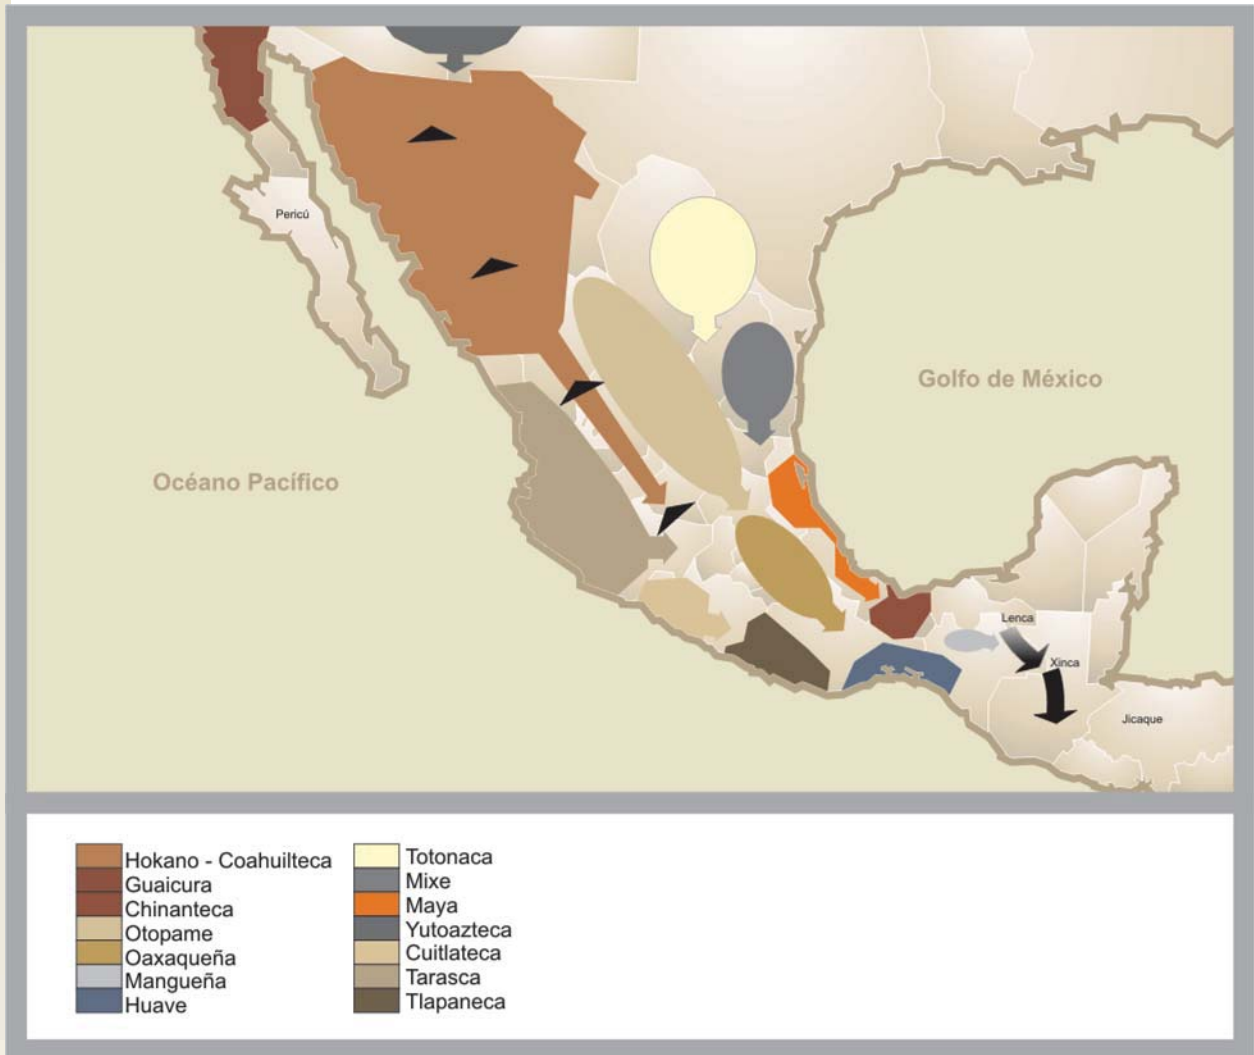 Pericú
Golfo de México
Océano Pacífico
Lenca
Xinca
Jicaque
Hokano - Coahuilteca
Guaicura
Chinanteca
Otopame
Oaxaqueña
Mangueña
Huave
Totonaca
Mixe
Maya
Yutoazteca
Cuitlateca
Tarasca
Tlapaneca